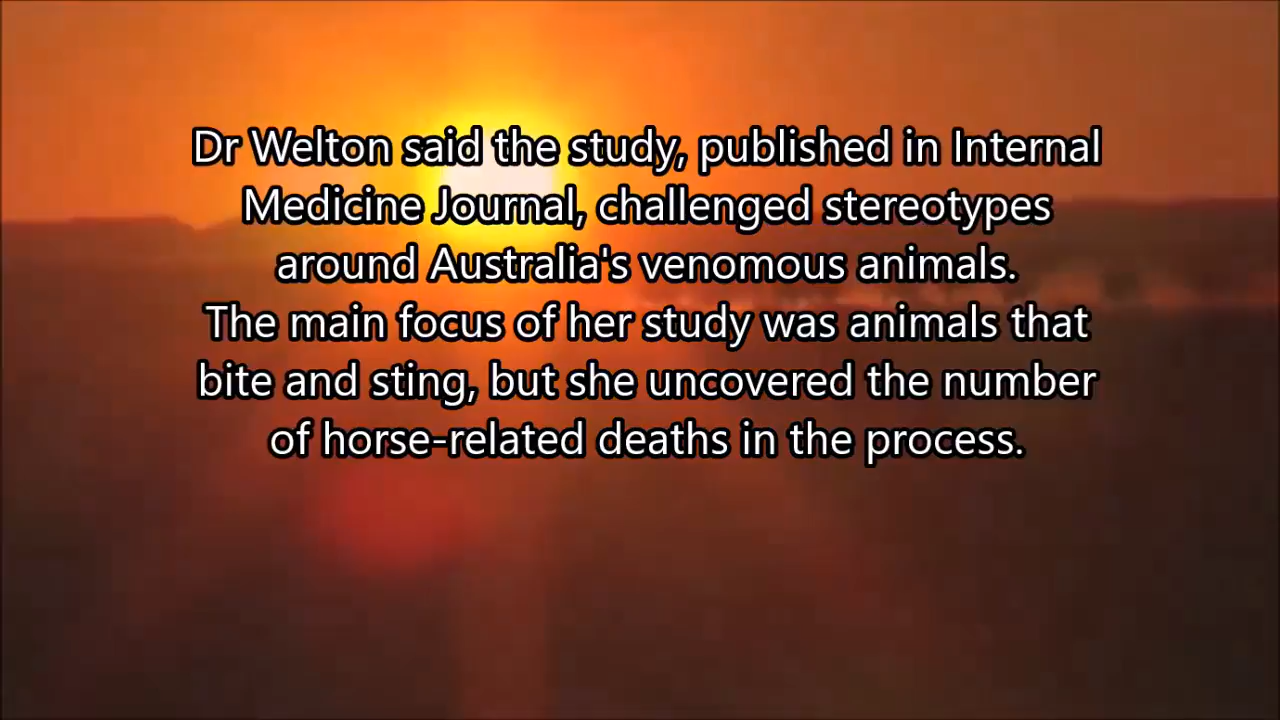 Dr Welton said the study, published in Internal
Medicine Journal, challenged stereotypes
around Australia's venomous animals.
The main focus of her study was animals that
bite and sting, but she uncovered the number
of horse-related deaths in the process.